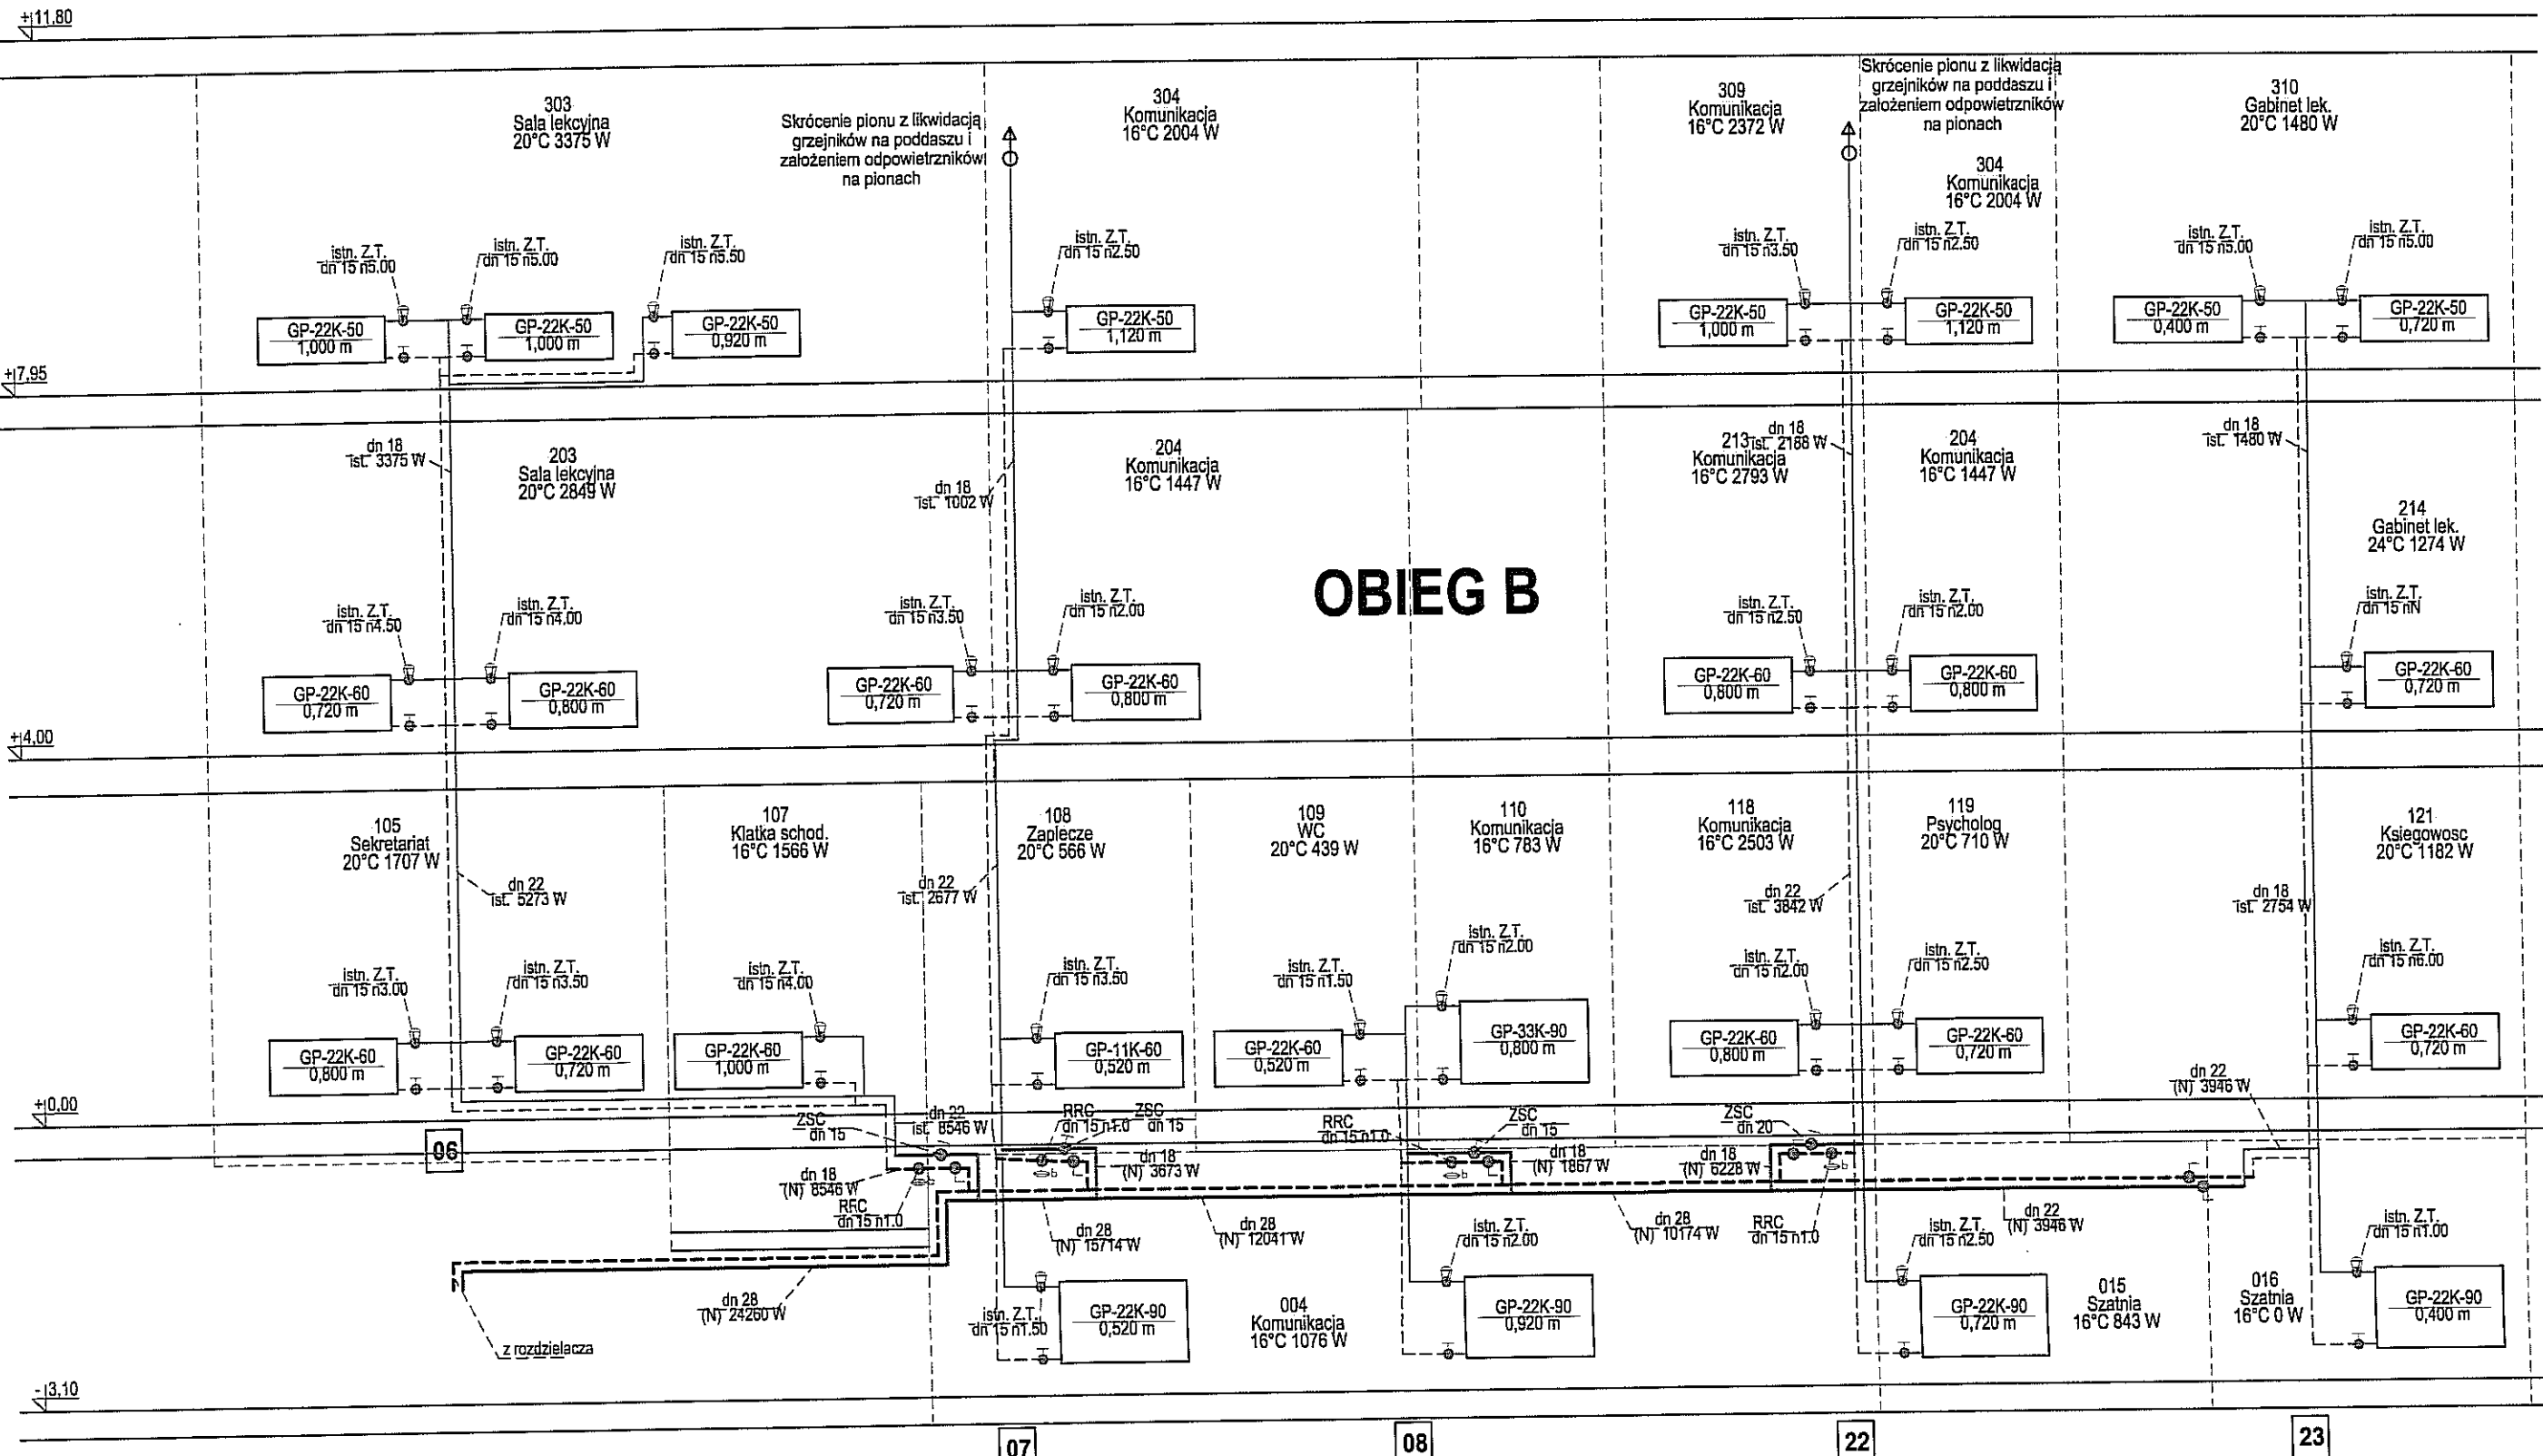 +11,80
303
Sala lekcyjna
20°C 3375 W
Skrócenie pionu z likwidacją
grzejników na poddaszu i
założeniem odpowietrzników
na pionach
304
Komunikacja
16°C 2004 W
309
Komunikacja
16°C 2372 W
Skrócenie pionu z likwidacją
grzejników na poddaszu i
założeniem odpowietrzników
na pionach
304
Komunikacja
16°C 2004 W
310
Gabinet lek.
20°C 1480 W
istn. Z.T.
dn 15 n5.00
istn. Z.T.
dn 15 n5.00
istn. Z.T.
dn 15 n5.50
istn. Z.T.
dn 15 n2.50
istn. Z.T.
dn 15 n3.50
istn. Z.T.
dn 15 n2.50
istn. Z.T.
dn 15 n5.00
istn. Z.T.
dn 15 n5.00
GP-22K-50
1,000 m
GP-22K-50
1,000 m
GP-22K-50
0,920 m
GP-22K-50
1,120 m
GP-22K-50
1,000 m
GP-22K-50
1,120 m
GP-22K-50
0,400 m
GP-22K-50
0,720 m
+7,95
dn 18
ist. 3375 W
203
Sala lekcyjna
20°C 2849 W
dn 18
ist. 1002 W
204
Komunikacja
16°C 1447 W
213
Komunikacja
16°C 2793 W
dn 18
ist. 2188 W
204
Komunikacja
16°C 1447 W
dn 18
ist. 1480 W
214
Gabinet lek.
24°C 1274 W
OBIEG B
istn. Z.T.
dn 15 n4.50
istn. Z.T.
dn 15 n4.00
istn. Z.T.
dn 15 n3.50
istn. Z.T.
dn 15 n2.00
istn. Z.T.
dn 15 n2.50
istn. Z.T.
dn 15 n2.00
istn. Z.T.
dn 15 nN
GP-22K-60
0,720 m
GP-22K-60
0,800 m
GP-22K-60
0,720 m
GP-22K-60
0,800 m
GP-22K-60
0,800 m
GP-22K-60
0,800 m
GP-22K-60
0,720 m
+4,00
105
Sekretariat
20°C 1707 W
dn 22
ist. 5273 W
107
Klatka schod.
16°C 1566 W
dn 22
ist. 2677 W
108
Zaplecze
20°C 566 W
109
WC
20°C 439 W
110
Komunikacja
16°C 783 W
118
Komunikacja
16°C 2503 W
dn 22
ist. 3842 W
119
Psycholog
20°C 710 W
dn 18
ist. 2754 W
121
Ksiegowosc
20°C 1182 W
istn. Z.T.
dn 15 n3.00
istn. Z.T.
dn 15 n3.50
istn. Z.T.
dn 15 n4.00
istn. Z.T.
dn 15 n3.50
istn. Z.T.
dn 15 n1.50
istn. Z.T.
dn 15 n2.00
istn. Z.T.
dn 15 n2.00
istn. Z.T.
dn 15 n2.50
istn. Z.T.
dn 15 n6.00
GP-22K-60
0,800 m
GP-22K-60
0,720 m
GP-22K-60
1,000 m
GP-11K-60
0,520 m
GP-22K-60
0,520 m
GP-33K-90
0,800 m
GP-22K-60
0,800 m
GP-22K-60
0,720 m
GP-22K-60
0,720 m
dn 22
(N) 3946 W
+0,00
06
ZSC
dn 15
dn 22
ist. 8546 W
RRC
dn 15 n1.0
ZSC
dn 15
RRC
dn 15 n1.0
ZSC
dn 15
ZSC
dn 20
dn 18
(N) 8546 W
RRC
dn 15 n1.0
dn 18
(N) 3673 W
dn 18
(N) 1867 W
dn 18
(N) 6228 W
dn 28
(N) 15714 W
dn 28
(N) 12041 W
dn 28
(N) 10174 W
RRC
dn 15 n1.0
dn 22
(N) 3946 W
dn 28
(N) 24260 W
z rozdzielacza
istn. Z.T.
dn 15 n1.50
GP-22K-90
0,520 m
004
Komunikacja
16°C 1076 W
istn. Z.T.
dn 15 n2.00
GP-22K-90
0,920 m
istn. Z.T.
dn 15 n2.50
GP-22K-90
0,720 m
015
Szatnia
16°C 843 W
016
Szatnia
16°C 0 W
istn. Z.T.
dn 15 n1.00
GP-22K-90
0,400 m
-3,10
07
08
22
23